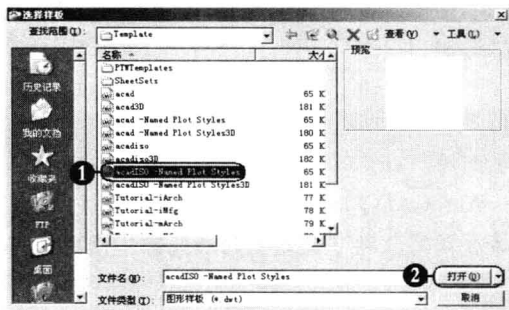 选择样板
查找范围(I): Template 查看(V) 工具(L)
名称 大小 预览
PTWTemplates
SheetSets
acad 65 K
acad3D 181 K
acad -Named Plot Styles 65 K
acad -Named Plot Styles3D 180 K
acadiso 65 K
acadiso3D 182 K
❶ acadISO -Named Plot Styles 65 K
acadISO -Named Plot Styles3D 181 K
Tutorial-iArch 77 K
Tutorial-iMfg 78 K
Tutorial-mArch 79 K
历史记录
我的文档
收藏夹
FTP
桌面
文件名(N): acadISO -Named Plot Styles ❷ 打开(O)
文件类型(T): 图形样板 (*.dwt) 取消